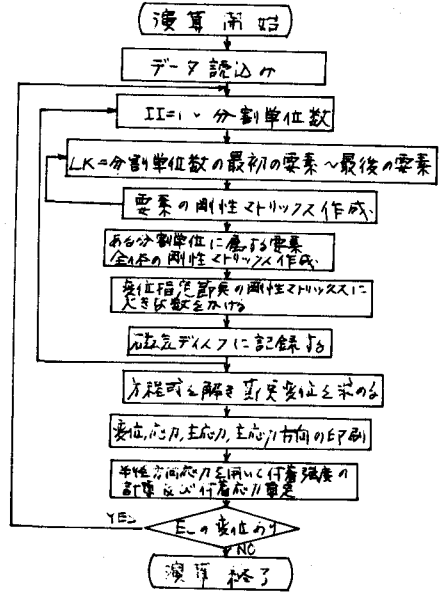 演算開始
データ読込み
II=1~分割単位数
LK=分割単位数の最初の要素~最後の要素
要素の剛性マトリックス作成
ある分割単位に属する要素
全体の剛性マトリックス作成
変位指定節点の剛性マトリックスに
大きな数をかける
磁気ディスクに記録する
方程式を解き節点変位を求める
変位,応力,主応力,主応力方向の印刷
方向応力を用いて付着強度の
計算及び付着応力
YES
の変位あり
NO
演算終了